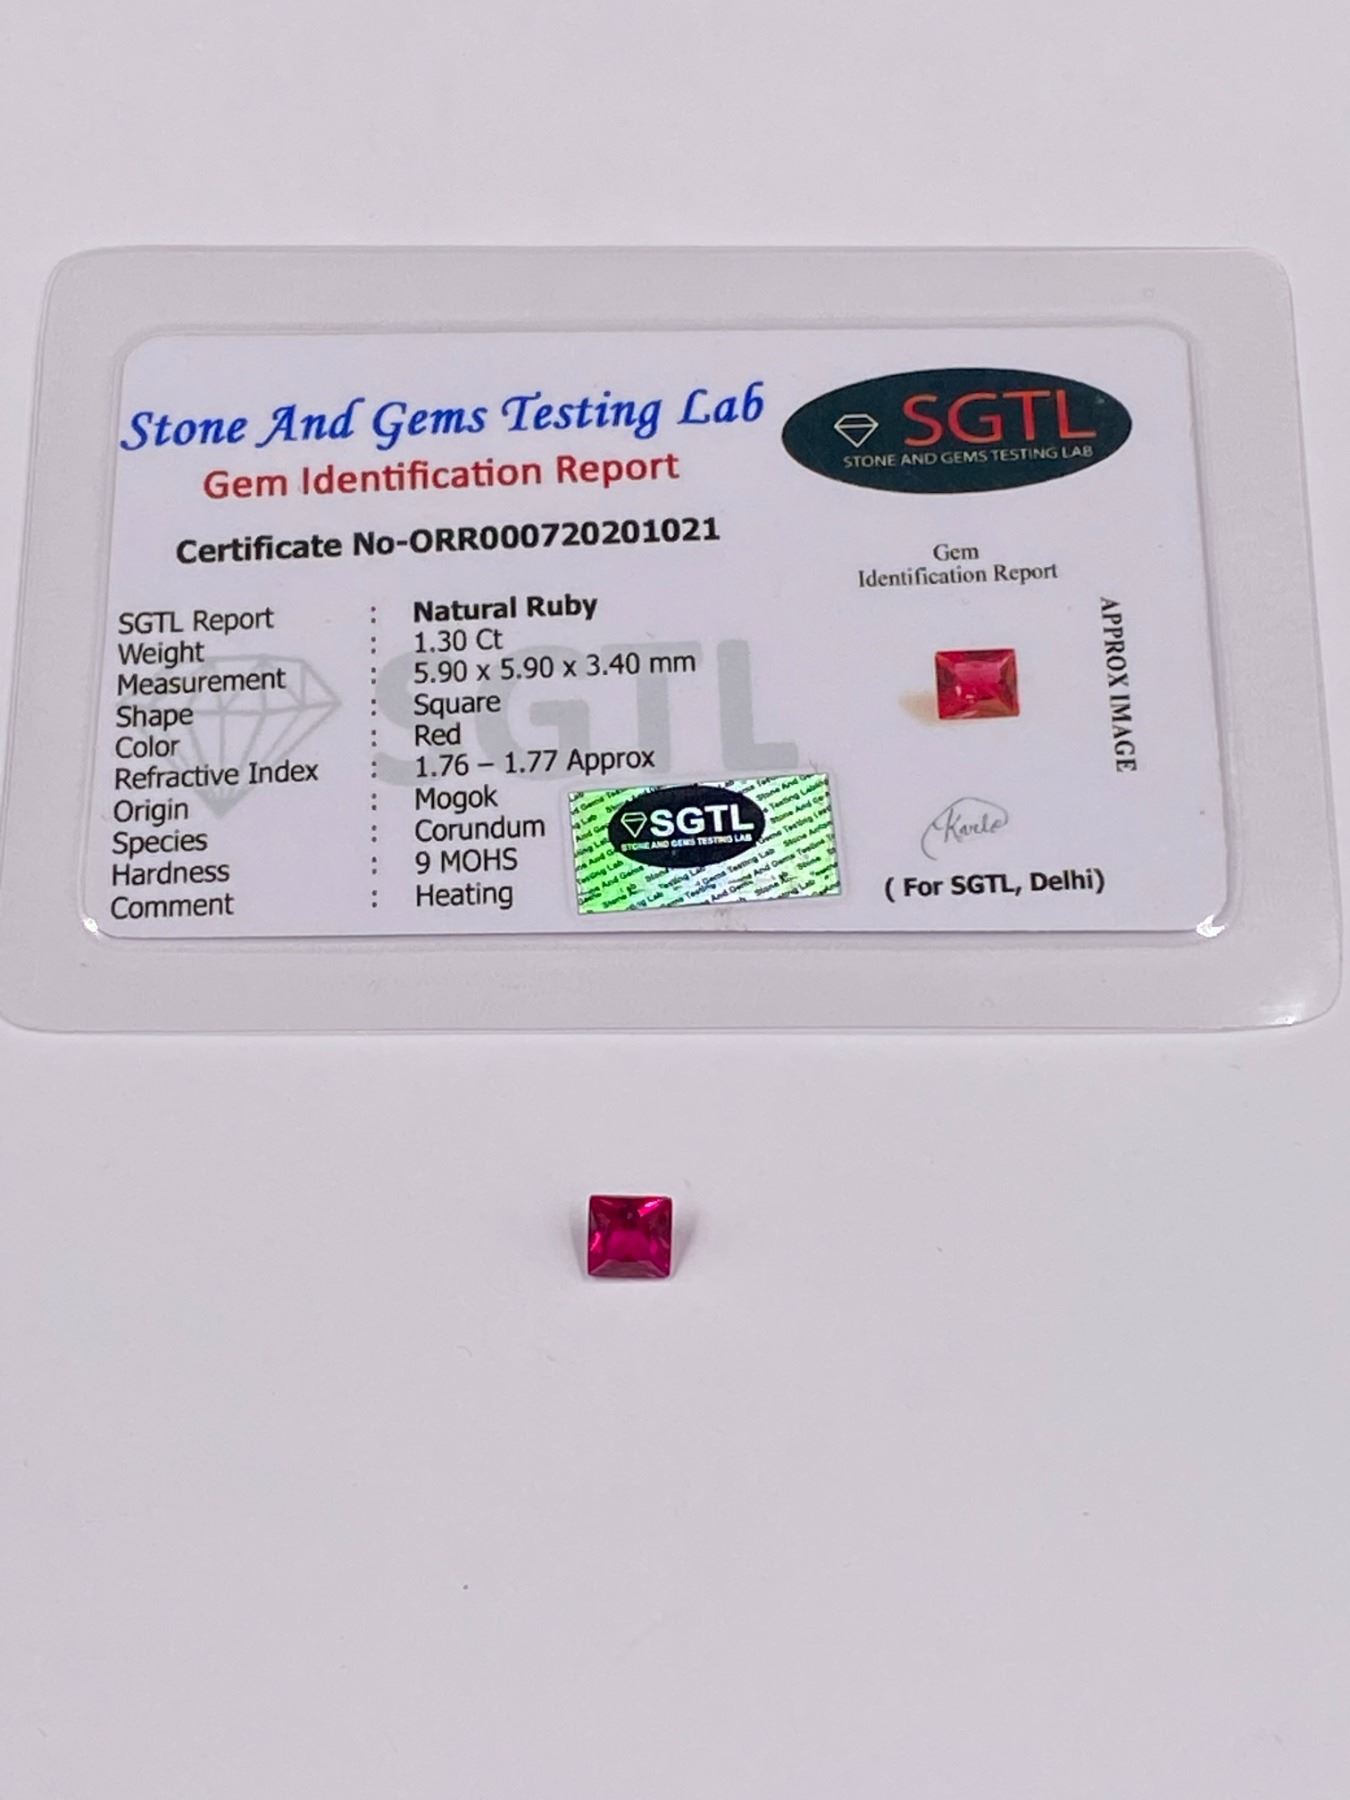 Stone And Gems Testing Lab
SGTL
STONE AND GEMS TESTING LAB
Gem Identification Report
Certificate No-ORR000720201021
SGTL Report : Natural Ruby
Weight : 1.30 Ct
Measurement : 5.90 x 5.90 x 3.40 mm
Shape : Square
Color : Red
Refractive Index : 1.76 – 1.77 Approx
Origin : Mogok
Species : Corundum
Hardness : 9 MOHS
Comment : Heating
SGTL
SGTL
STONE AND GEMS TESTING LAB
Gem
Identification Report
APPROX IMAGE
( For SGTL, Delhi)